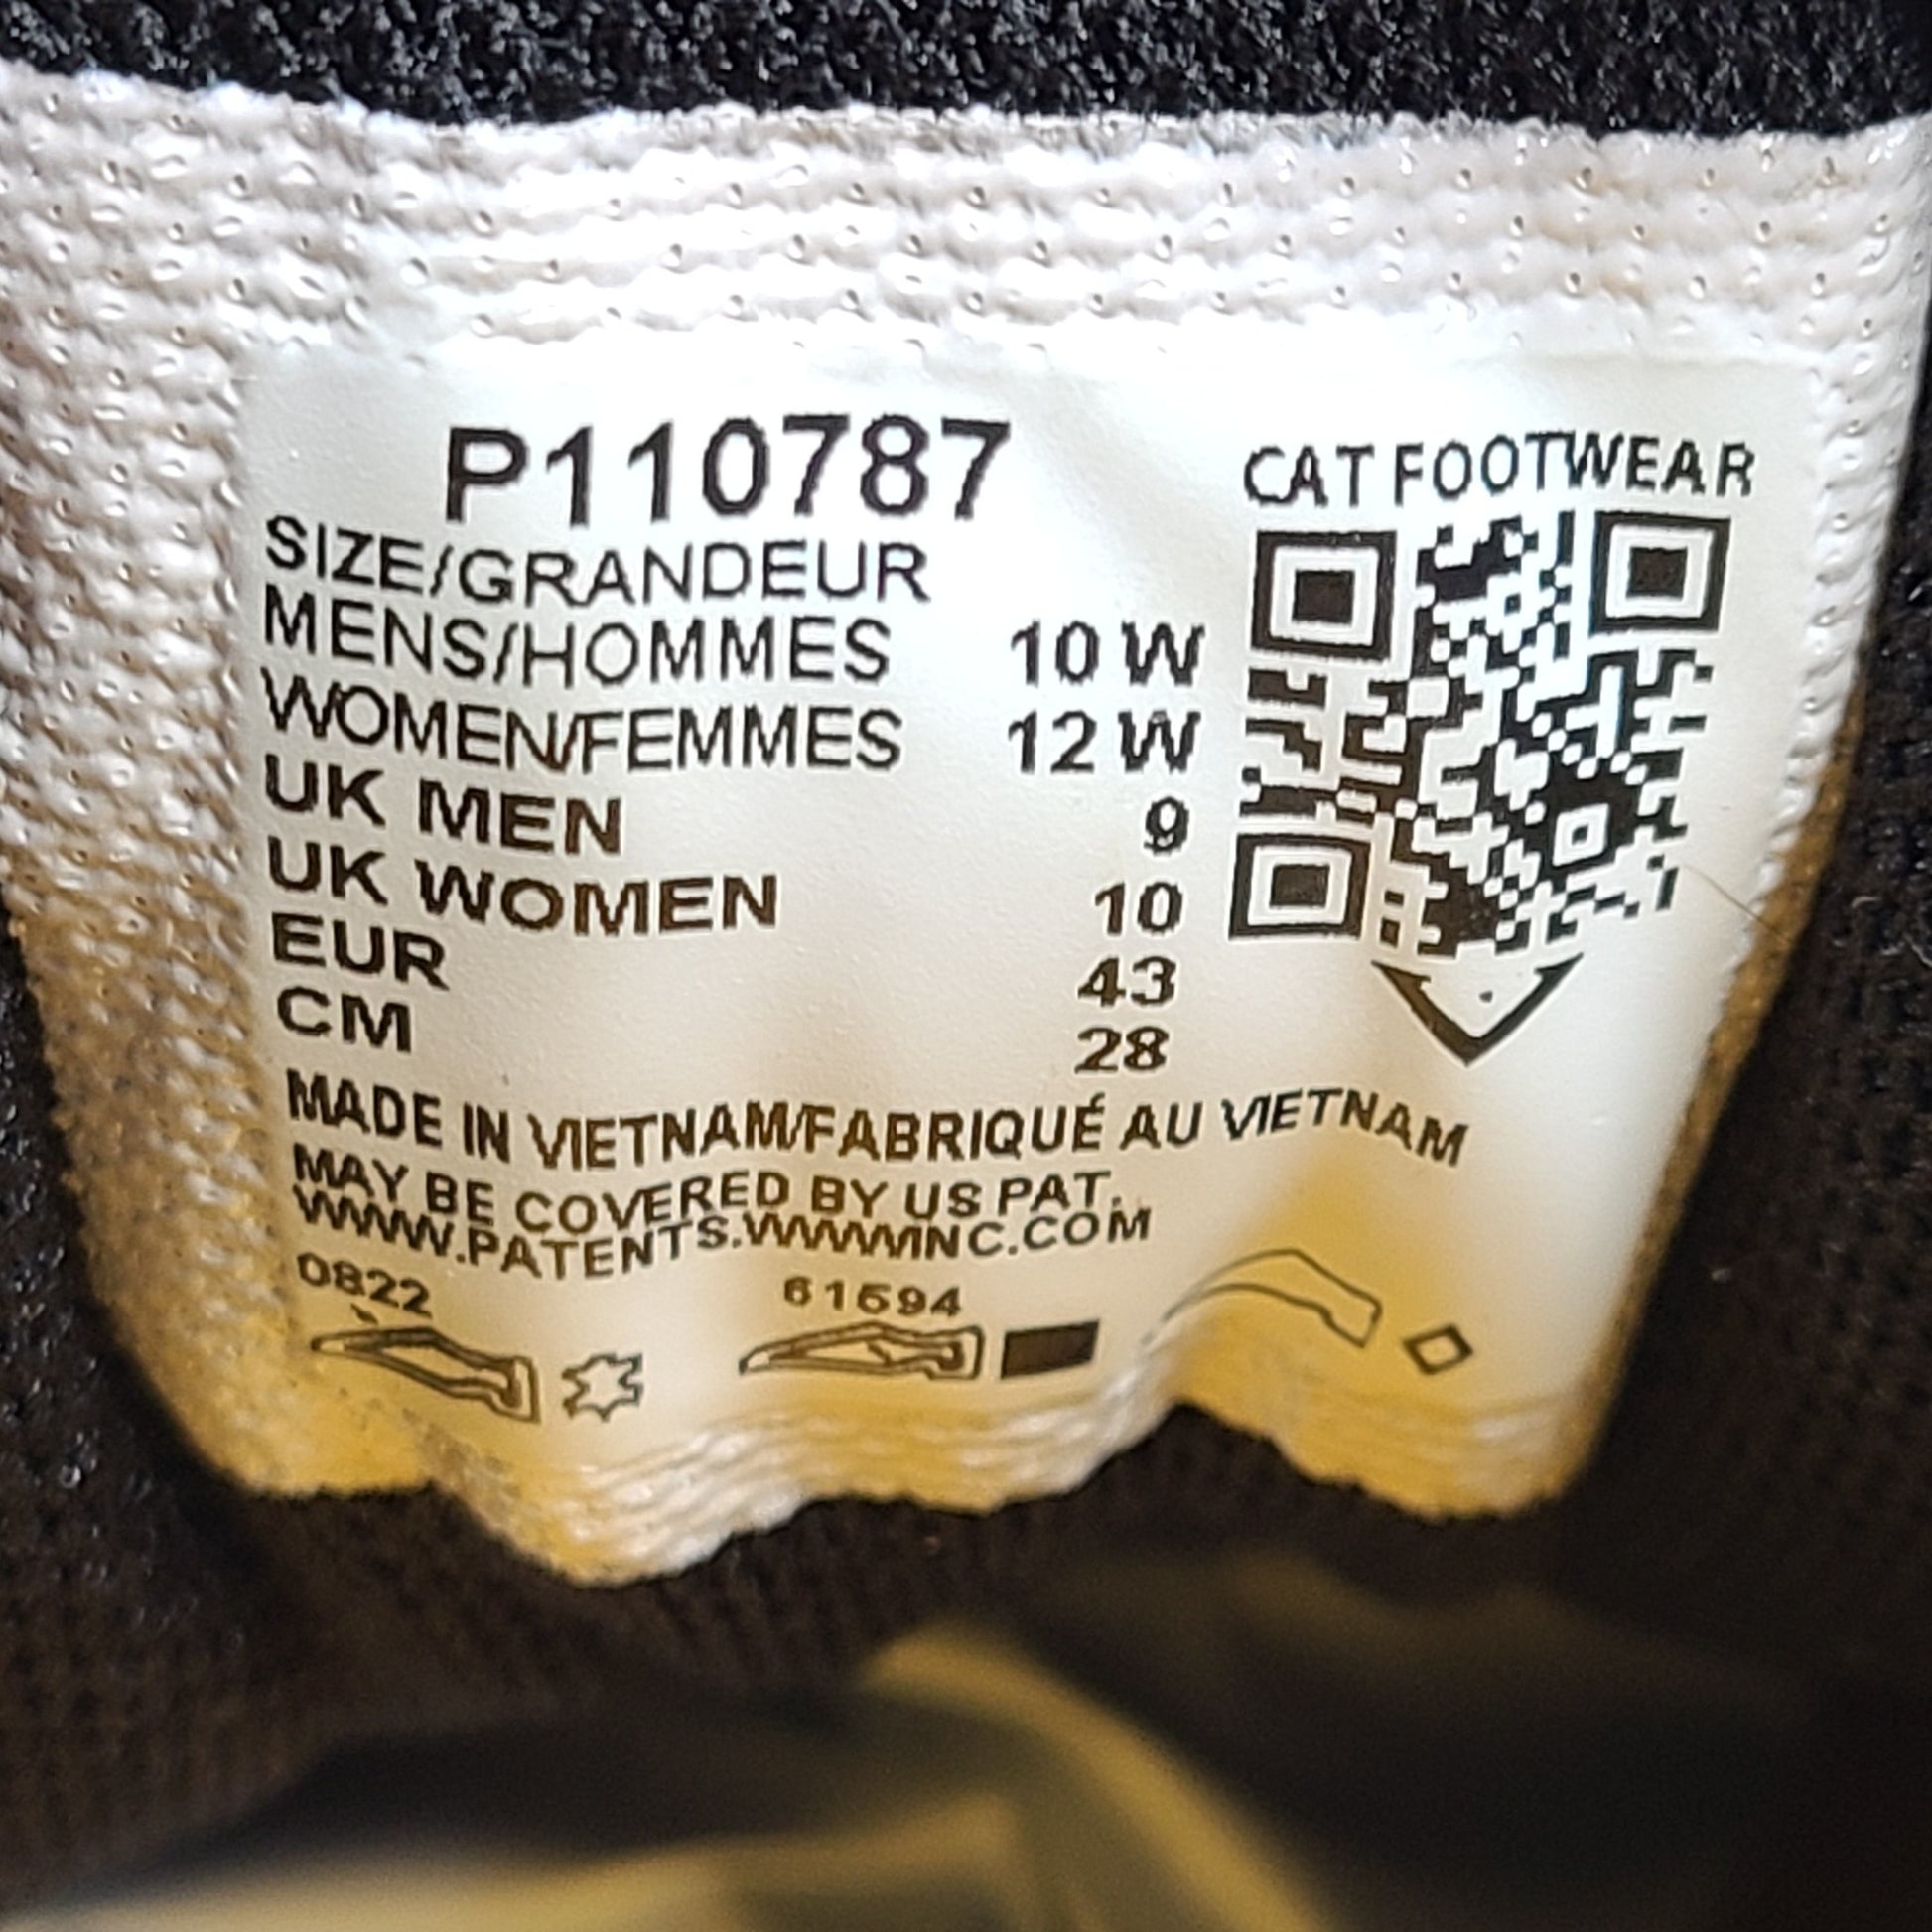 P110787
CAT FOOTWEAR
SIZE/GRANDEUR
MENS/HOMMES 10 W
WOMEN/FEMMES 12 W
UK MEN 9
UK WOMEN 10
EUR 43
CM 28
MADE IN VIETNAM/FABRIQUÉ AU VIETNAM
MAY BE COVERED BY US PAT.
WWW.PATENTS.WWWINC.COM
0822 61594